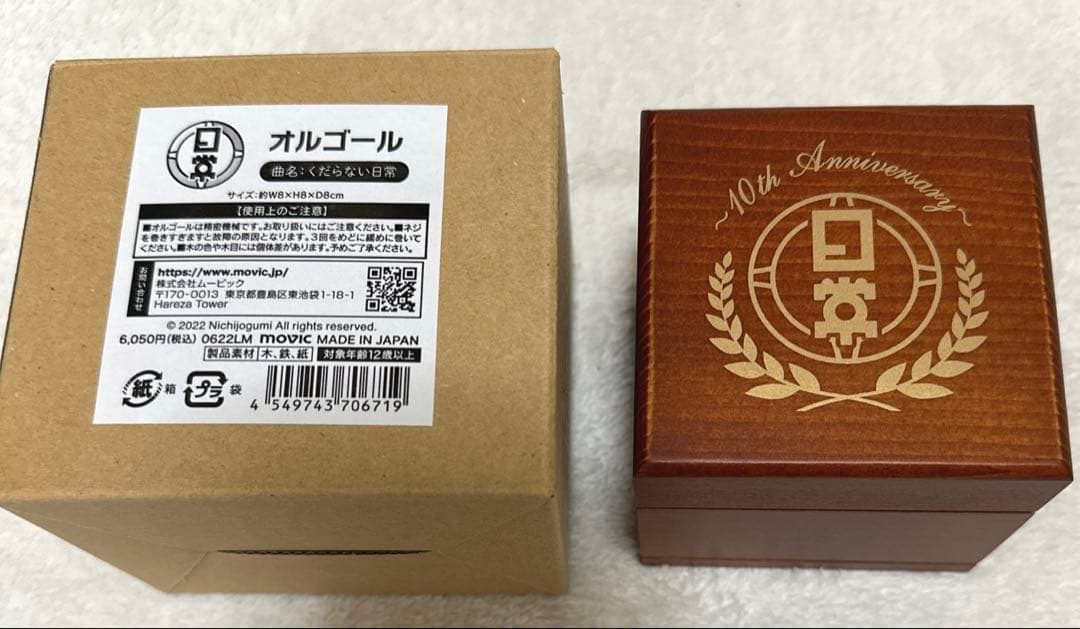 日常
オルゴール
曲名:くだらない日常
サイズ:約W8×H8×D8cm
【使用上のご注意】
■オルゴールは精密機械です。お取り扱いにはご注意ください。■ネジ
を巻きすぎますと故障の原因となります。3回をめどに緩めに巻いて
ください。■木の色や木目には個体差があります。予めご了承ください。
お問い合わせ
https://www.movic.jp/
株式会社ムービック
〒170-0013 東京都豊島区東池袋1-18-1
Hareza Tower
© 2022 Nichijogumi All rights reserved.
6,050円(税込) 0622LM movic MADE IN JAPAN
製品素材 木、鉄、紙 対象年齢12歳以上
紙 箱 プラ 袋
4 549743 706719
~10th Anniversary~
日常